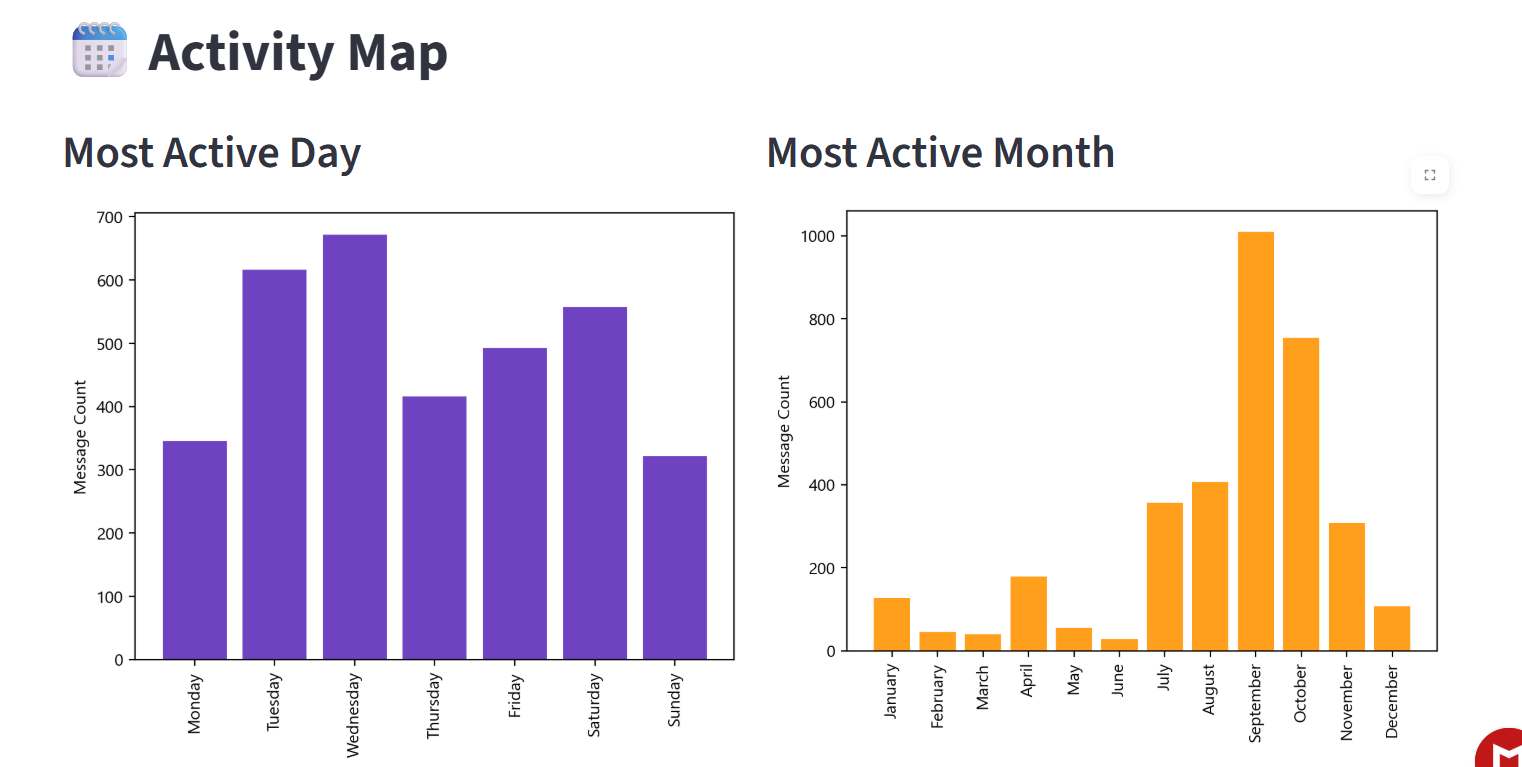 Activity Map
Most Active Day
Most Active Month
Message Count
700
600
500
400
300
200
100
0
Monday
Tuesday
Wednesday
Thursday
Friday
Saturday
Sunday
Message Count
1000
800
600
400
200
0
January
February
March
April
May
June
July
August
September
October
November
December